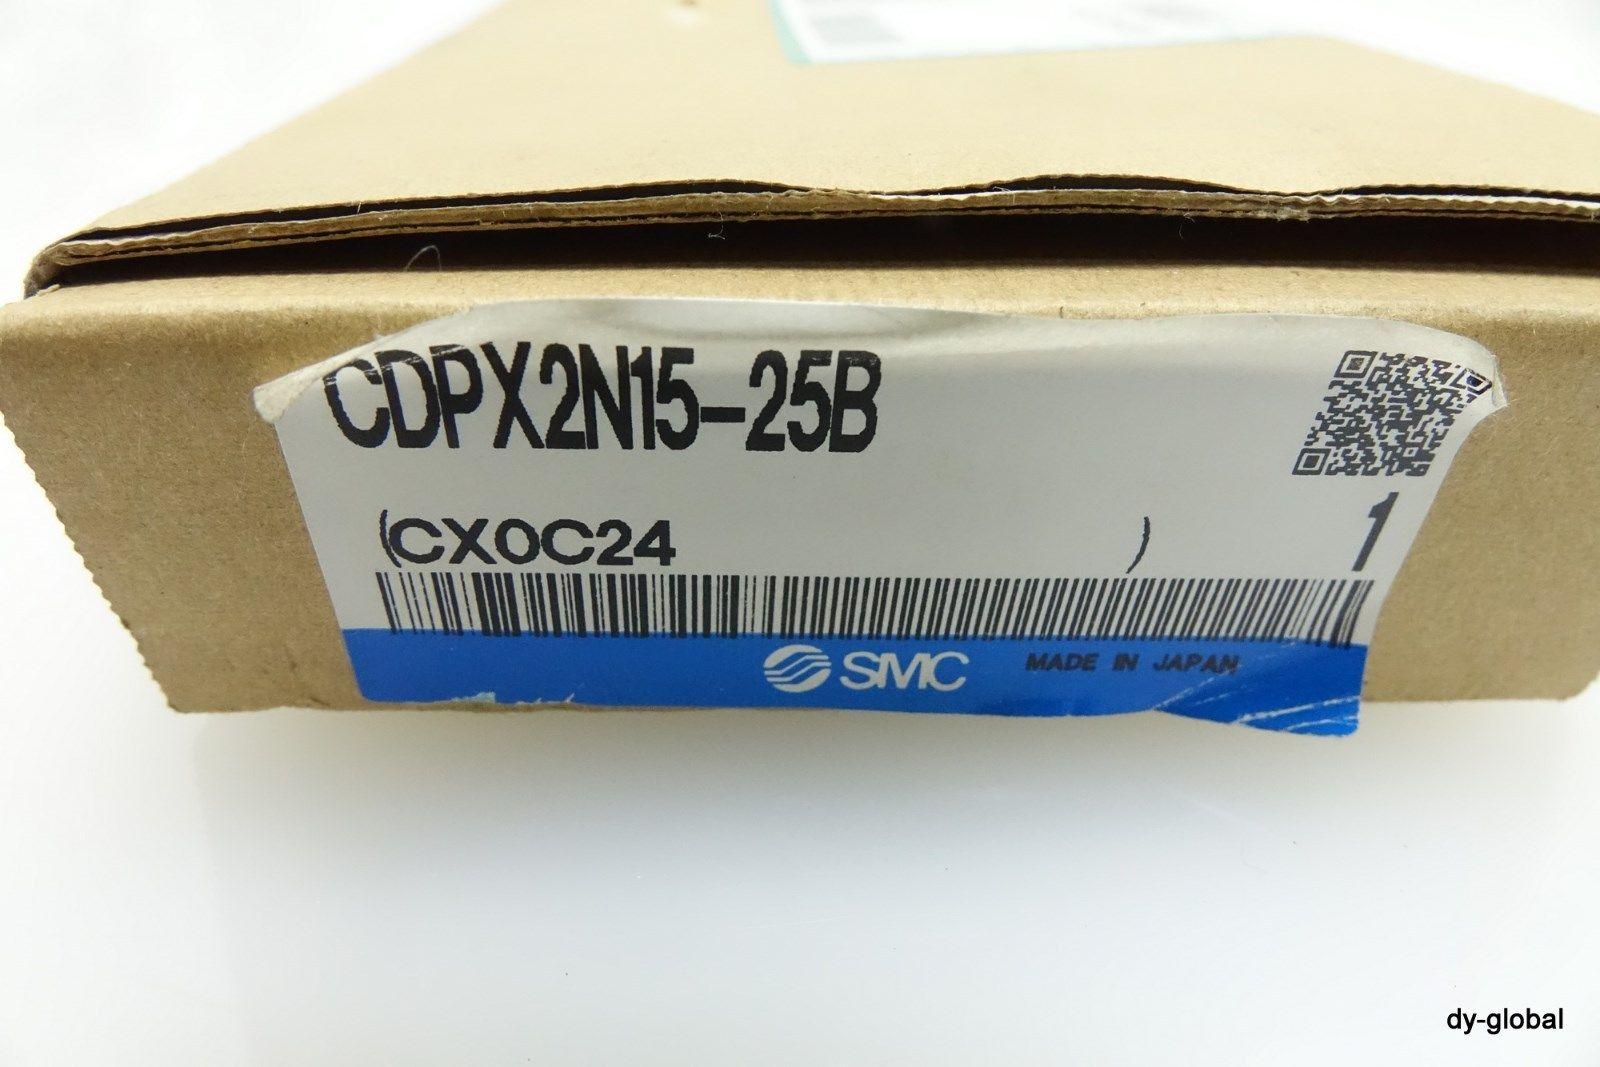 CDPX2N15-25B
(CX0C24 )
1
SMC MADE IN JAPAN
dy-global